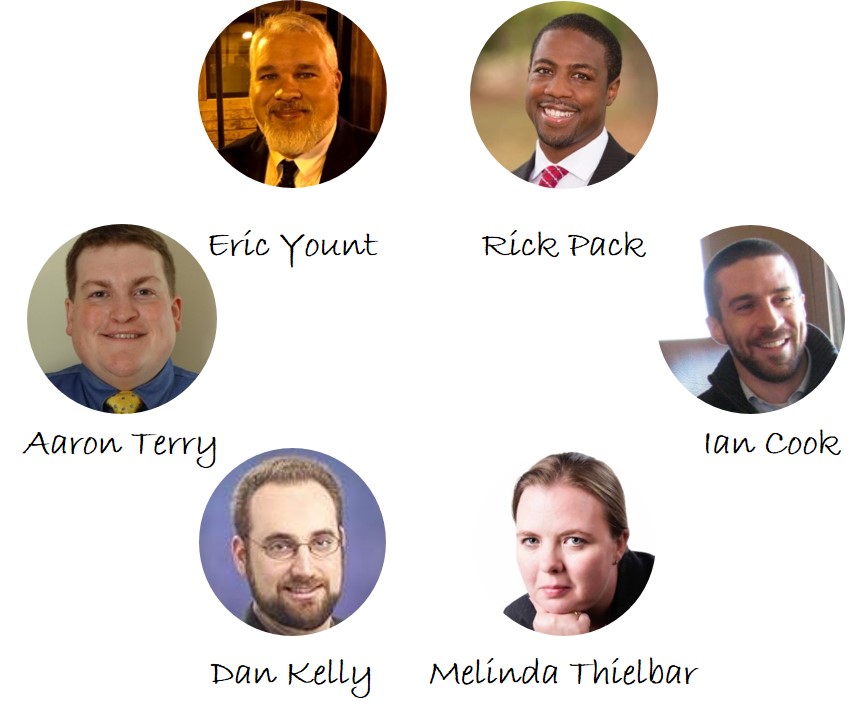 Eric Yount
Rick Pack
Aaron Terry
Ian Cook
Dan Kelly
Melinda Thielbar